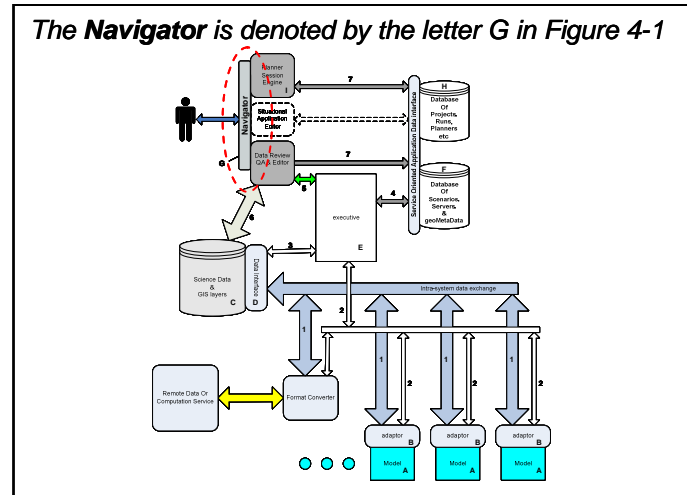 The Navigator is denoted by the letter G in Figure 4-1
Planner
Session
Engine
I
7
Situational
Application
Editor
Navigator
Data Review
QA & Editor
7
G
Service Oriented Application Data interface
H
Database
Of
Projects,
Runs,
Planners
etc
F
Database
Of
Scenarios,
Servers,
&
geoMetaData
5
4
6
executive
E
3
Science Data
&
GIS layers
C
Data Interface
D
Intra-system data exchange
2
1
1
1
1
2
2
2
Remote Data Or
Computation Service
Format Converter
adaptor
B
Model
A
adaptor
B
Model
A
adaptor
B
Model
A